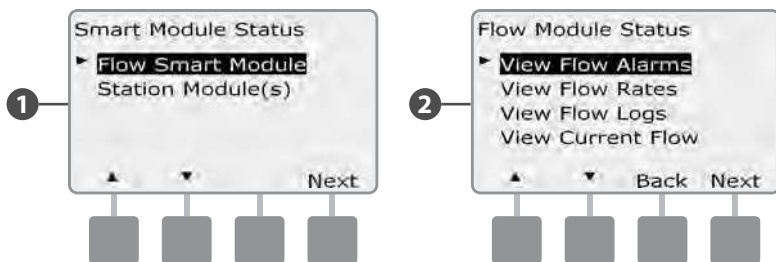 1
Smart Module Status
Flow Smart Module
Station Module(s)
Next
2
Flow Module Status
View Flow Alarms
View Flow Rates
View Flow Logs
View Current Flow
Back Next